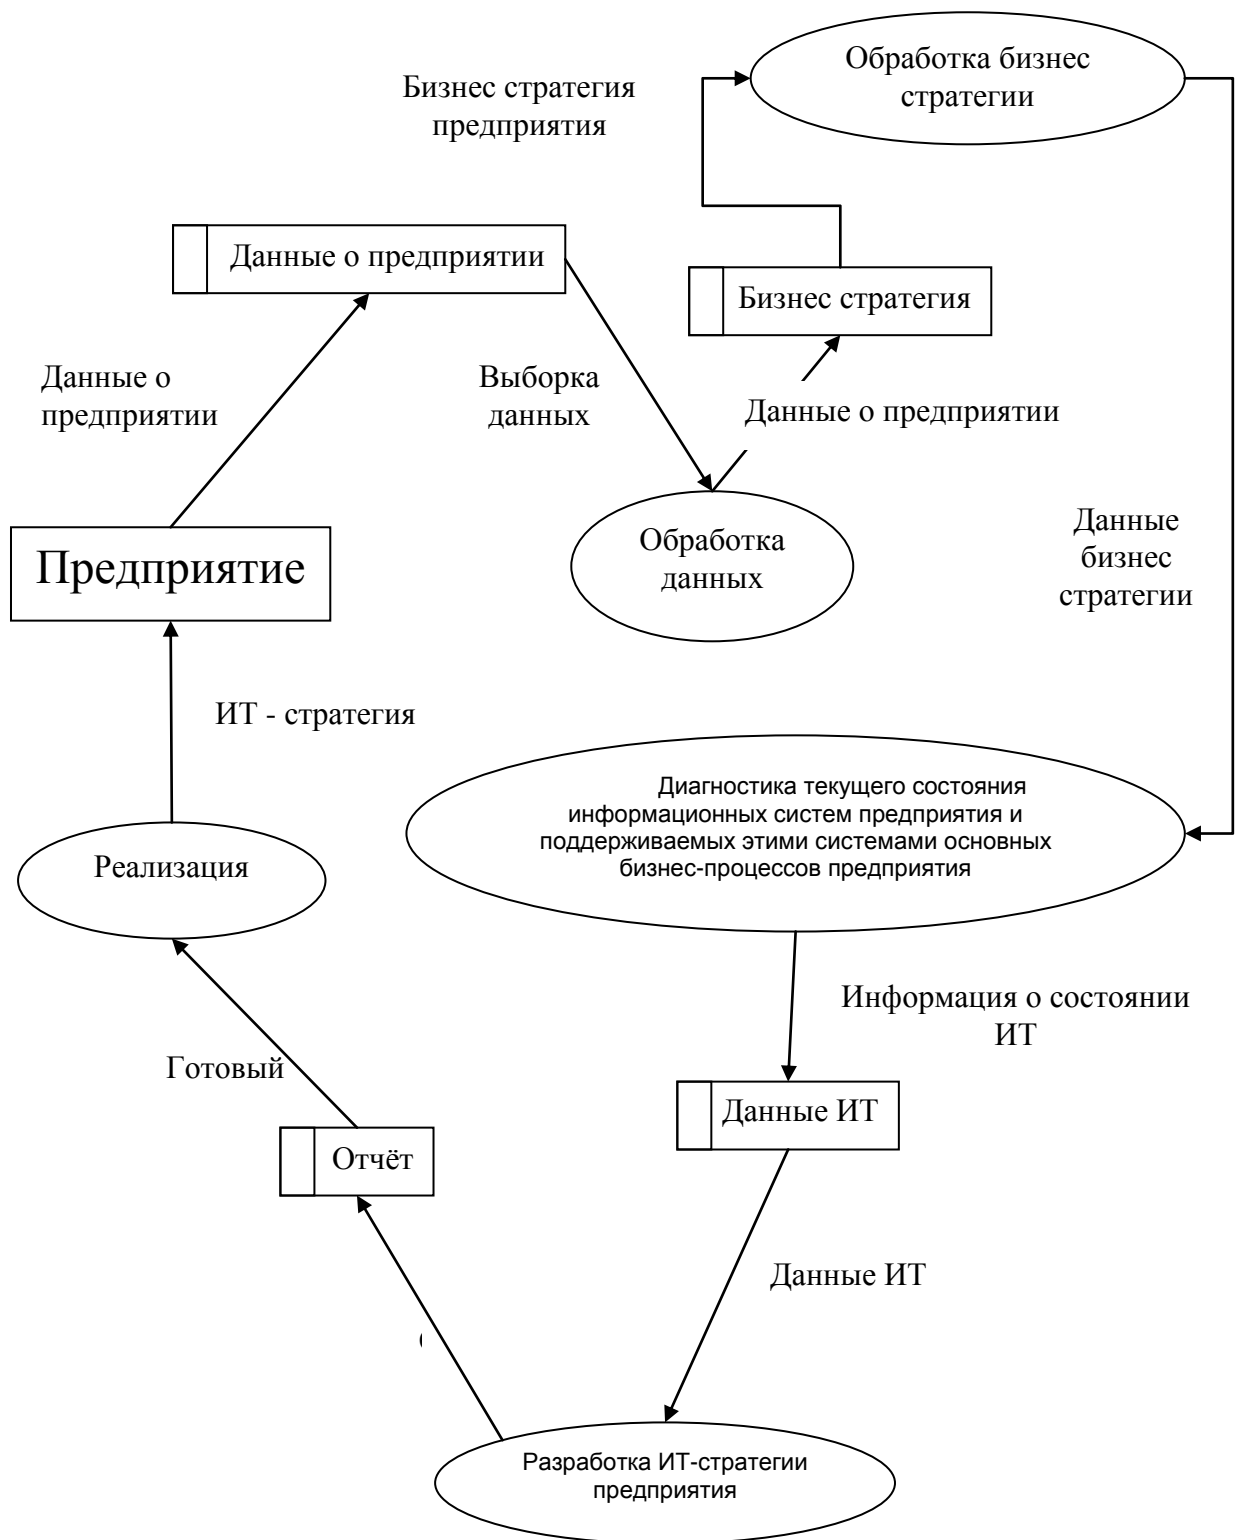 Обработка бизнес
стратегии
Бизнес стратегия
предприятия
Данные о предприятии
Бизнес стратегия
Данные о
предприятии
Выборка
данных
Данные о предприятии
Обработка
данных
Данные
бизнес
стратегии
Предприятие
ИТ - стратегия
Диагностика текущего состояния
информационных систем предприятия и
поддерживаемых этими системами основных
бизнес-процессов предприятия
Реализация
Информация о состоянии
ИТ
Готовый
Данные ИТ
Отчёт
Данные ИТ
Разработка ИТ-стратегии
предприятия